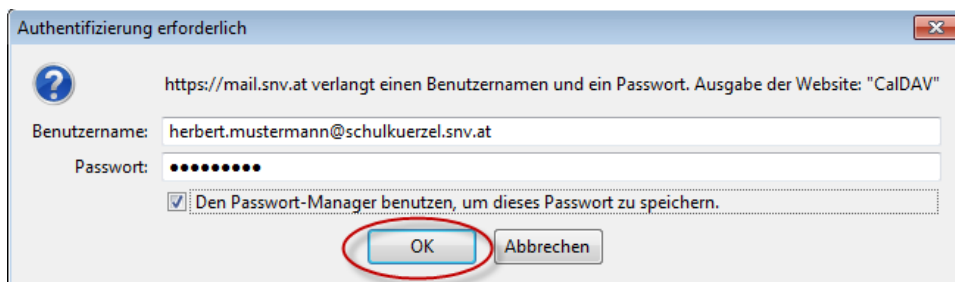 Authentifizierung erforderlich
https://mail.snv.at verlangt einen Benutzernamen und ein Passwort. Ausgabe der Website: "CalDAV"
Benutzername: herbert.mustermann@schulkuerzel.snv.at
Passwort: •••••••••
Den Passwort-Manager benutzen, um dieses Passwort zu speichern.
OK Abbrechen